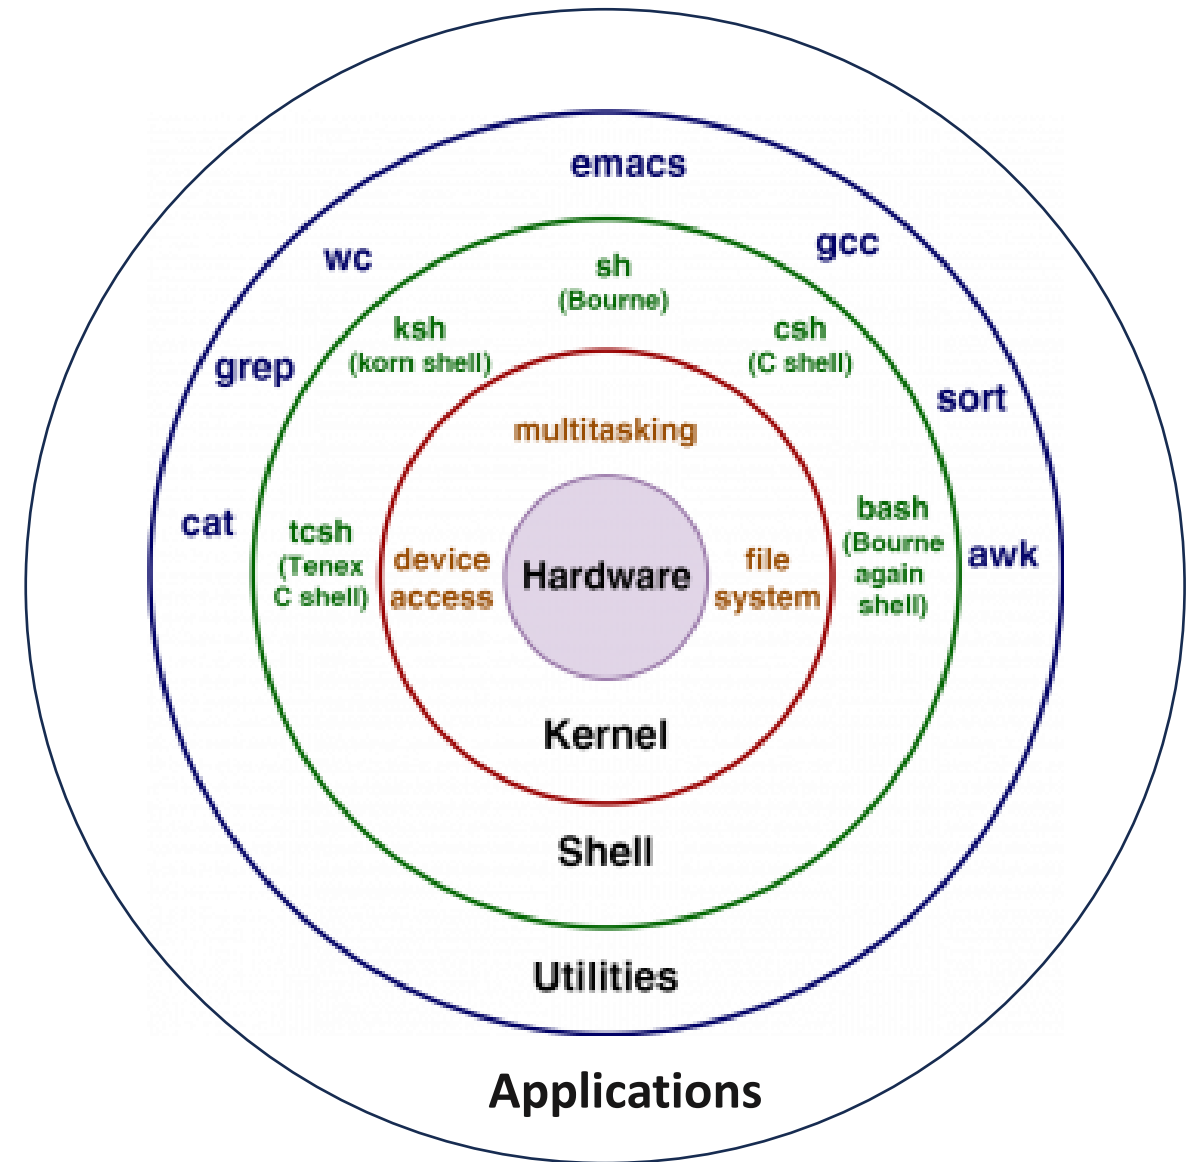 emacs
wc
gcc
sh
(Bourne)
ksh
(korn shell)
csh
(C shell)
grep
sort
multitasking
cat
tcsh
(Tenex
C shell)
device
access
Hardware
file
system
bash
(Bourne
again
shell)
awk
Kernel
Shell
Utilities
Applications